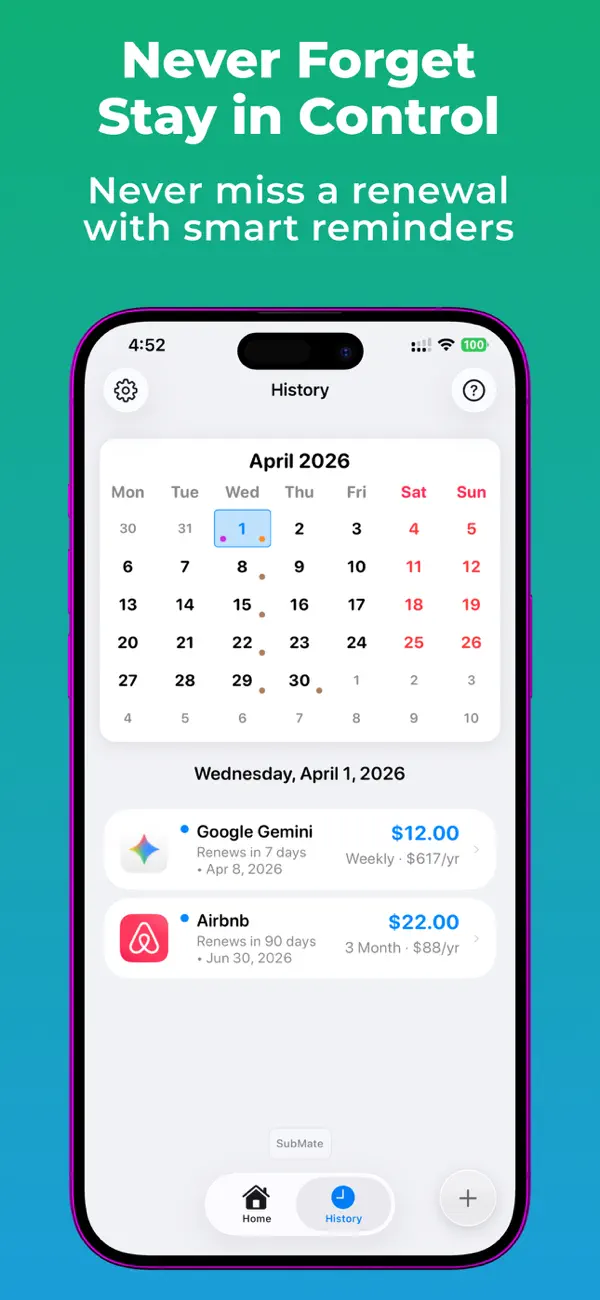 Never Forget
Stay in Control
Never miss a renewal
with smart reminders
4:52
100
History
April 2026
Mon Tue Wed Thu Fri Sat Sun
30 31 1 2 3 4 5
6 7 8 9 10 11 12
13 14 15 16 17 18 19
20 21 22 23 24 25 26
27 28 29 30 1 2 3
4 5 6 7 8 9 10
Wednesday, April 1, 2026
Google Gemini $12.00
Renews in 7 days Weekly · $617/yr
• Apr 8, 2026
Airbnb $22.00
Renews in 90 days 3 Month · $88/yr
• Jun 30, 2026
SubMate
Home History